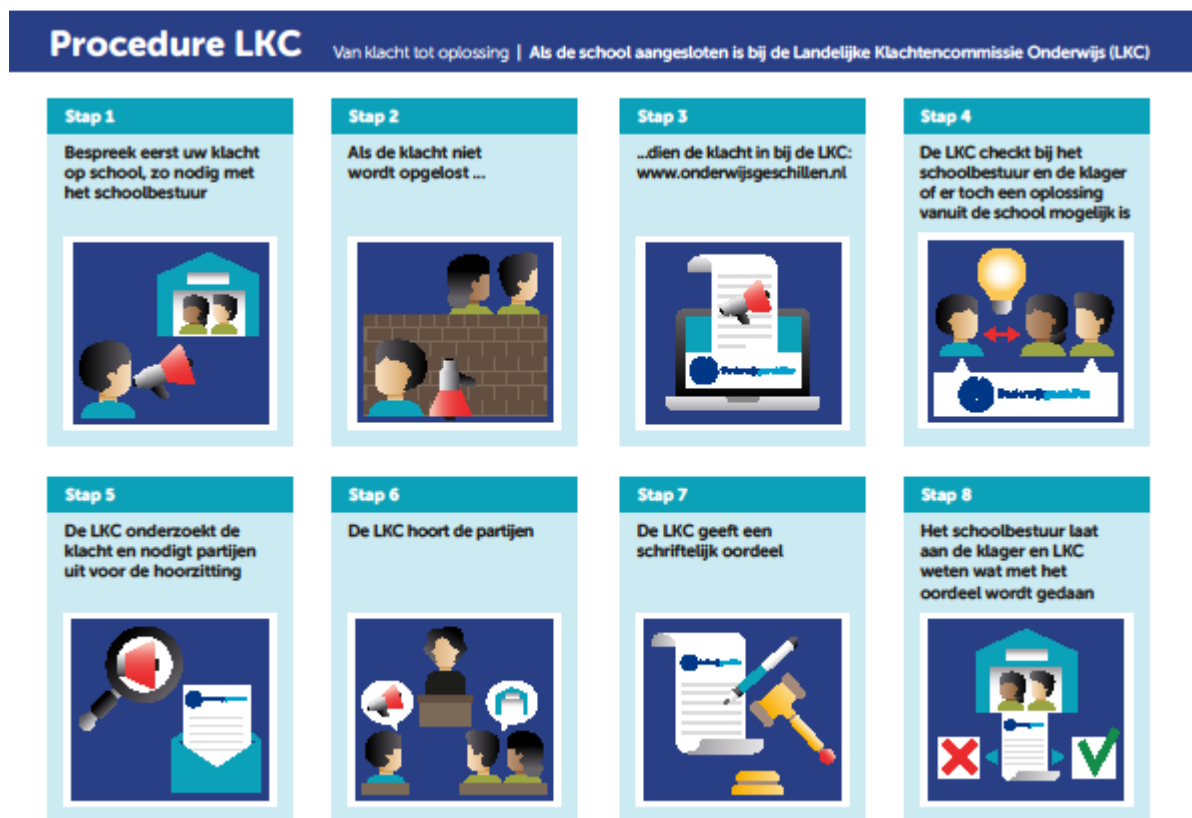 Procedure LKC
Van klacht tot oplossing | Als de school aangesloten is bij de Landelijke Klachtencommissie Onderwijs (LKC)
Stap 1
Bespreek eerst uw klacht
op school, zo nodig met
het schoolbestuur
Stap 2
Als de klacht niet
wordt opgelost ...
Stap 3
...dien de klacht in bij de LKC:
www.onderwijsgeschillen.nl
Onderwijsgeschillen
Stap 4
De LKC checkt bij het
schoolbestuur en de klager
of er toch een oplossing
vanuit de school mogelijk is
Onderwijsgeschillen
Stap 5
De LKC onderzoekt de
klacht en nodigt partijen
uit voor de hoorzitting
Stap 6
De LKC hoort de partijen
Stap 7
De LKC geeft een
schriftelijk oordeel
Stap 8
Het schoolbestuur laat
aan de klager en LKC
weten wat met het
oordeel wordt gedaan